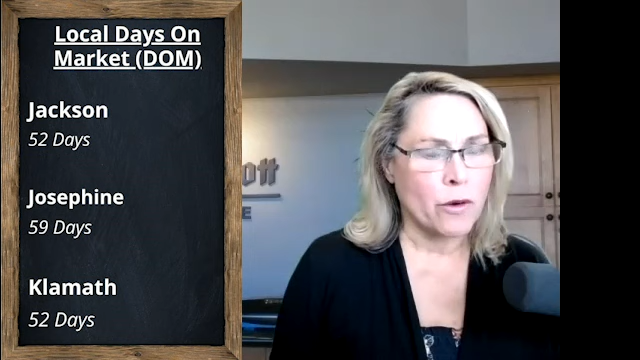 Local Days On
Market (DOM)
Jackson
52 Days
Josephine
59 Days
Klamath
52 Days